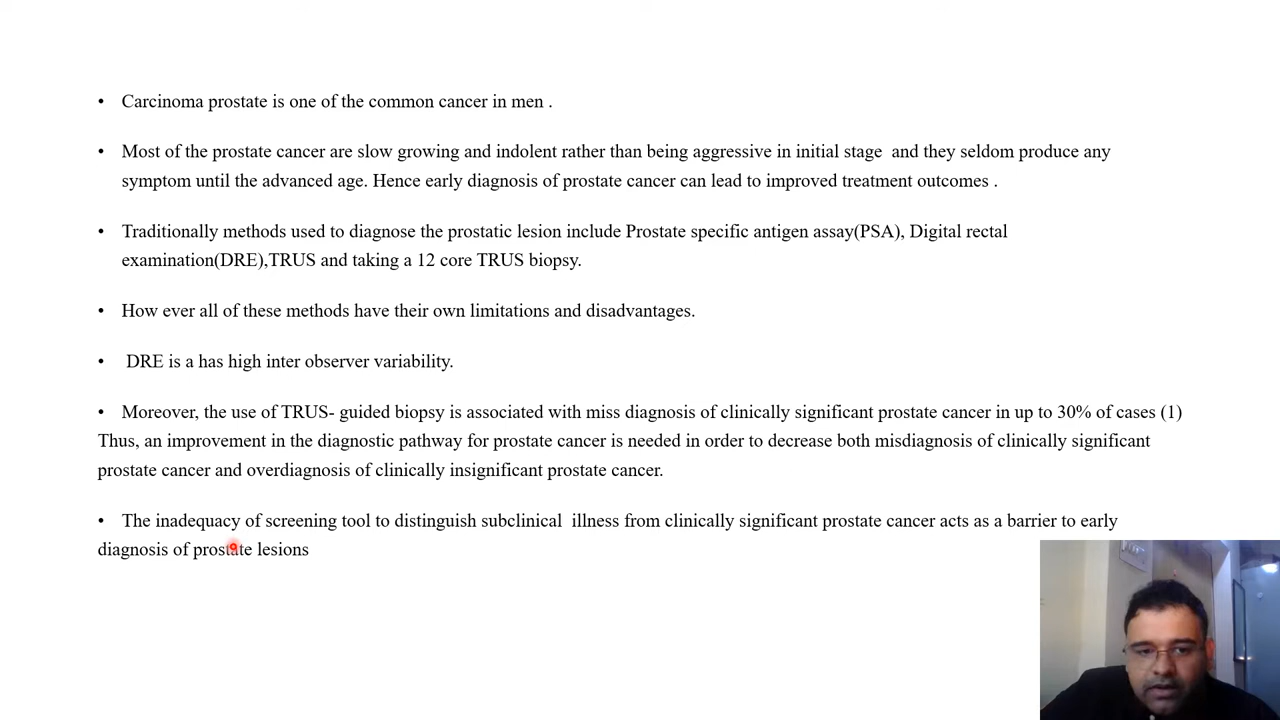 • Carcinoma prostate is one of the common cancer in men .
• Most of the prostate cancer are slow growing and indolent rather than being aggressive in initial stage and they seldom produce any
symptom until the advanced age. Hence early diagnosis of prostate cancer can lead to improved treatment outcomes .
• Traditionally methods used to diagnose the prostatic lesion include Prostate specific antigen assay(PSA), Digital rectal
examination(DRE),TRUS and taking a 12 core TRUS biopsy.
• How ever all of these methods have their own limitations and disadvantages.
• DRE is a has high inter observer variability.
• Moreover, the use of TRUS- guided biopsy is associated with miss diagnosis of clinically significant prostate cancer in up to 30% of cases (1)
Thus, an improvement in the diagnostic pathway for prostate cancer is needed in order to decrease both misdiagnosis of clinically significant
prostate cancer and overdiagnosis of clinically insignificant prostate cancer.
• The inadequacy of screening tool to distinguish subclinical illness from clinically significant prostate cancer acts as a barrier to early
diagnosis of prostate lesions